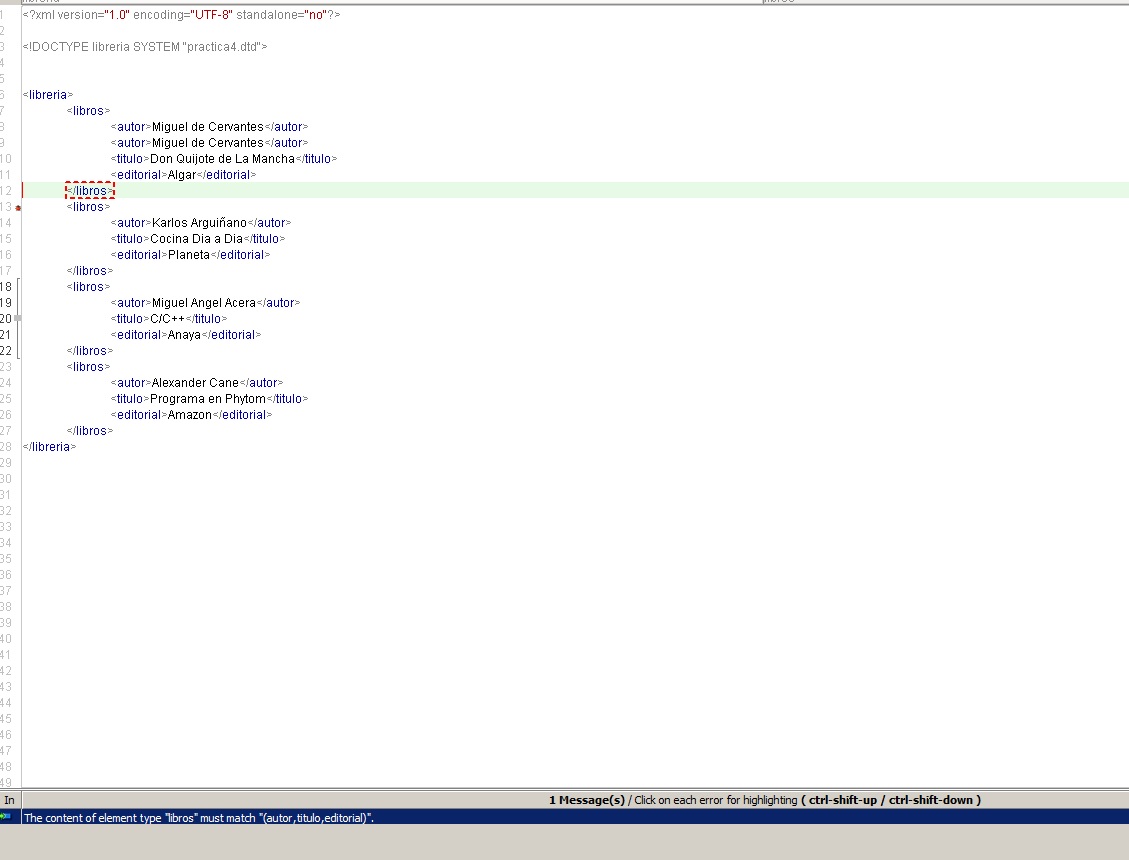 1 <?xml version="1.0" encoding="UTF-8" standalone="no"?>
2
3 <!DOCTYPE libreria SYSTEM "practica4.dtd">
4
5
6 <libreria>
7 <libros>
8 <autor>Miguel de Cervantes</autor>
9 <autor>Miguel de Cervantes</autor>
10 <titulo>Don Quijote de La Mancha</titulo>
11 <editorial>Algar</editorial>
12 </libros>
13 <libros>
14 <autor>Karlos Arguiñano</autor>
15 <titulo>Cocina Dia a Dia</titulo>
16 <editorial>Planeta</editorial>
17 </libros>
18 <libros>
19 <autor>Miguel Angel Acera</autor>
20 <titulo>C/C++</titulo>
21 <editorial>Anaya</editorial>
22 </libros>
23 <libros>
24 <autor>Alexander Cane</autor>
25 <titulo>Programa en Phytom</titulo>
26 <editorial>Amazon</editorial>
27 </libros>
28 </libreria>
29
30
31
32
33
34
35
36
37
38
39
40
41
42
43
44
45
46
47
48
49
In 1 Message(s) / Click on each error for highlighting ( ctrl-shift-up / ctrl-shift-down )
The content of element type "libros" must match "(autor,titulo,editorial)".